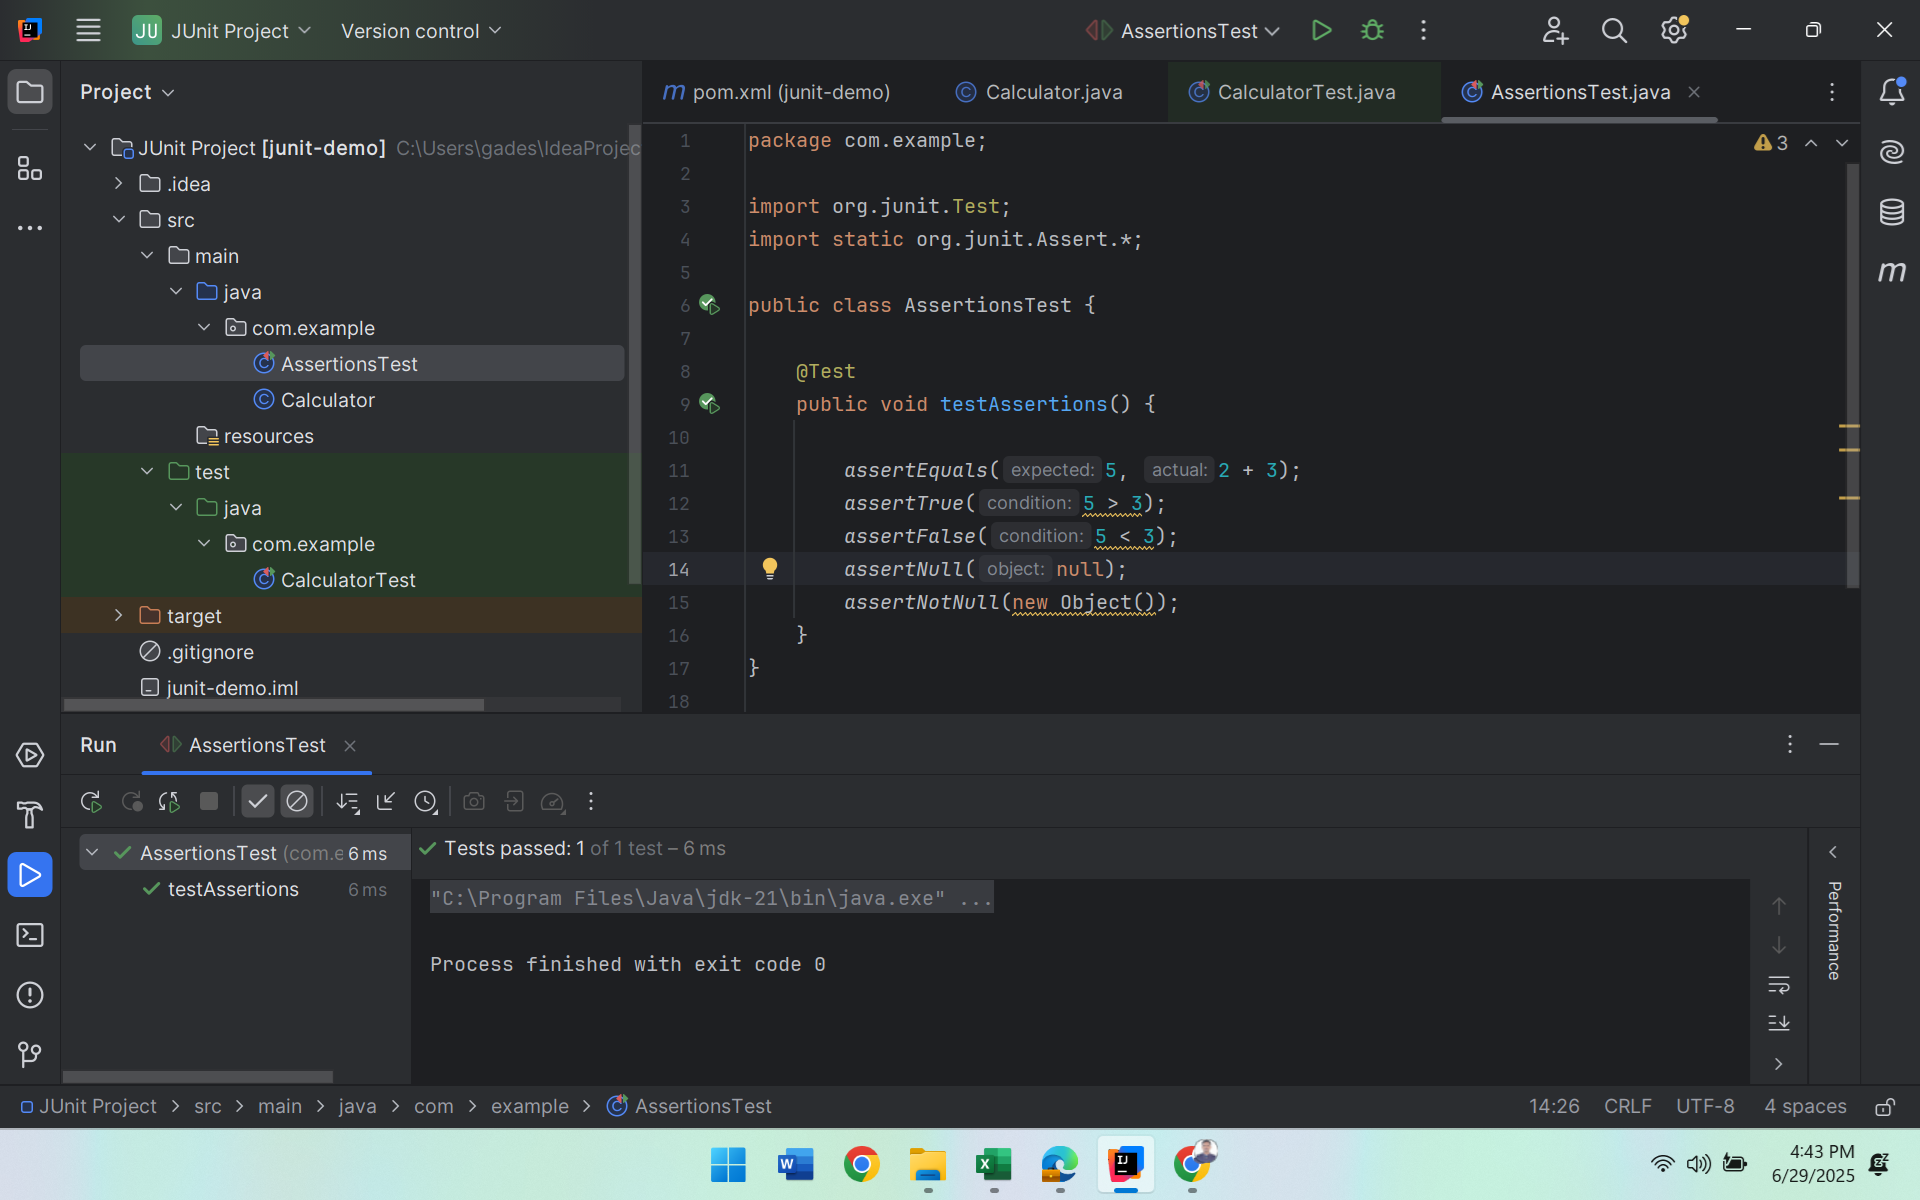 JU JUnit Project
Version control
AssertionsTest
Project
m pom.xml (junit-demo)
Calculator.java
CalculatorTest.java
AssertionsTest.java
JUnit Project [junit-demo] C:\Users\gades\IdeaProjec
.idea
src
main
java
com.example
AssertionsTest
Calculator
resources
test
java
com.example
CalculatorTest
target
.gitignore
junit-demo.iml
3
1 package com.example;
2
3 import org.junit.Test;
4 import static org.junit.Assert.*;
5
6 public class AssertionsTest {
7
8 @Test
9 public void testAssertions() {
10
11 assertEquals( expected: 5, actual: 2 + 3);
12 assertTrue( condition: 5 > 3);
13 assertFalse( condition: 5 < 3);
14 assertNull( object: null);
15 assertNotNull(new Object());
16 }
17 }
18
m
Run
AssertionsTest
AssertionsTest (com.e 6 ms
testAssertions 6 ms
Tests passed: 1 of 1 test – 6 ms
"C:\Program Files\Java\jdk-21\bin\java.exe" ...
Process finished with exit code 0
Performance
JUnit Project > src > main > java > com > example > AssertionsTest
14:26 CRLF UTF-8 4 spaces
4:43 PM
6/29/2025